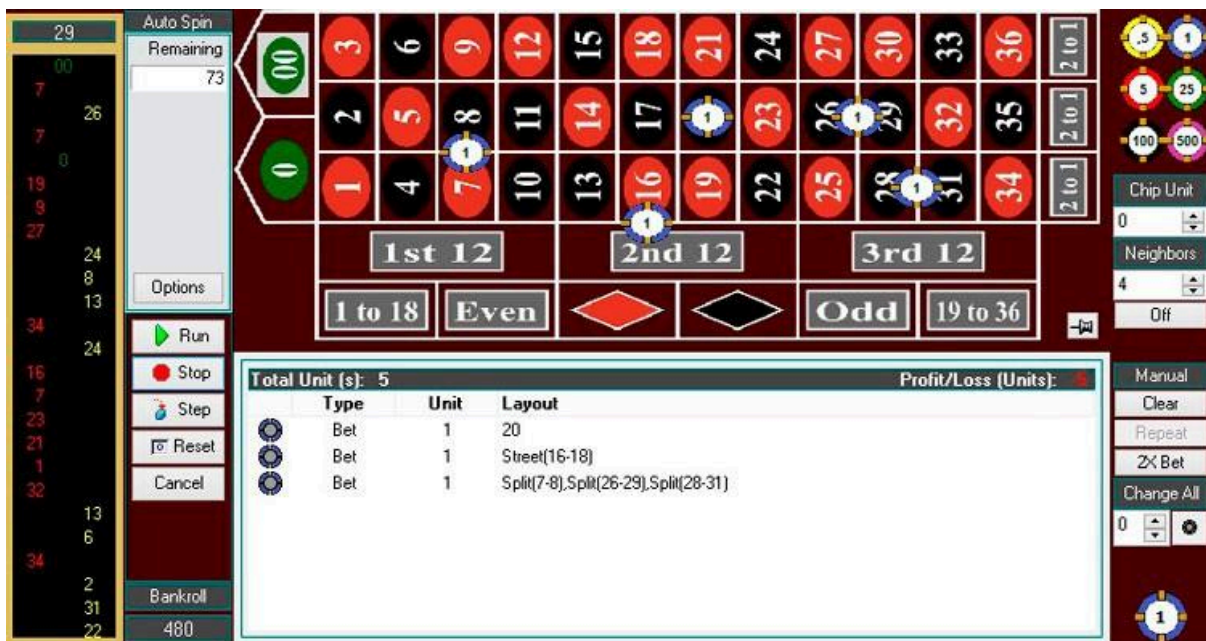 29
00
7
26
7
0
19
9
27
24
8
13
34
24
16
7
23
21
1
32
13
6
34
2
31
22
Auto Spin
Remaining
73
Options
Run
Stop
Step
Reset
Cancel
Bankroll
480
00 3 6 9 12 15 18 21 24 27 30 33 36 2 to 1
2 5 8 11 14 17 1 23 26 1 29 32 35 2 to 1
1
0 1 4 7 10 13 16 19 22 25 28 1 31 34 2 to 1
1
1st 12 2nd 12 3rd 12
1 to 18 Even Odd 19 to 36
Total Unit (s): 5 Profit/Loss (Units): -5
Type Unit Layout
Bet 1 20
Bet 1 Street(16-18)
Bet 1 Split(7-8),Split(26-29),Split(28-31)
.5 1
5 25
100 500
Chip Unit
0
Neighbors
4
Off
Manual
Clear
Repeat
2X Bet
Change All
0
1